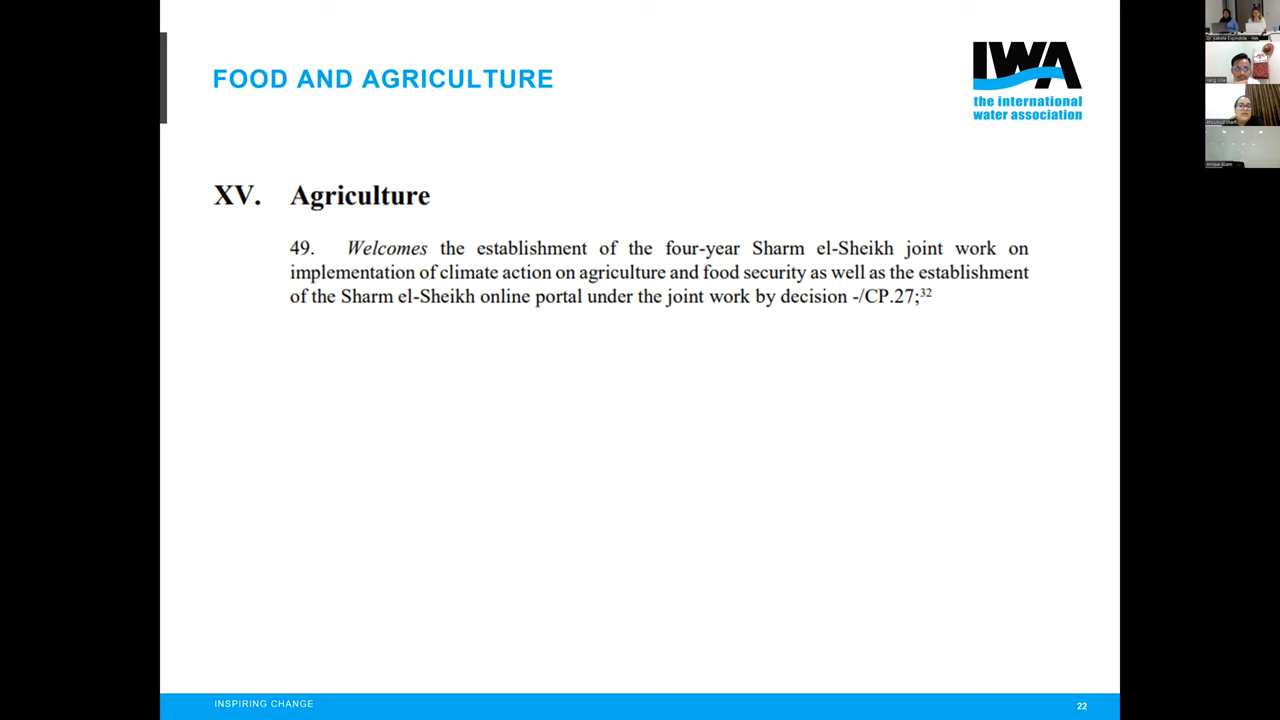 FOOD AND AGRICULTURE
IWA
the international
water association
XV. Agriculture
49. Welcomes the establishment of the four-year Sharm el-Sheikh joint work on
implementation of climate action on agriculture and food security as well as the establishment
of the Sharm el-Sheikh online portal under the joint work by decision -/CP.27;32
INSPIRING CHANGE
22